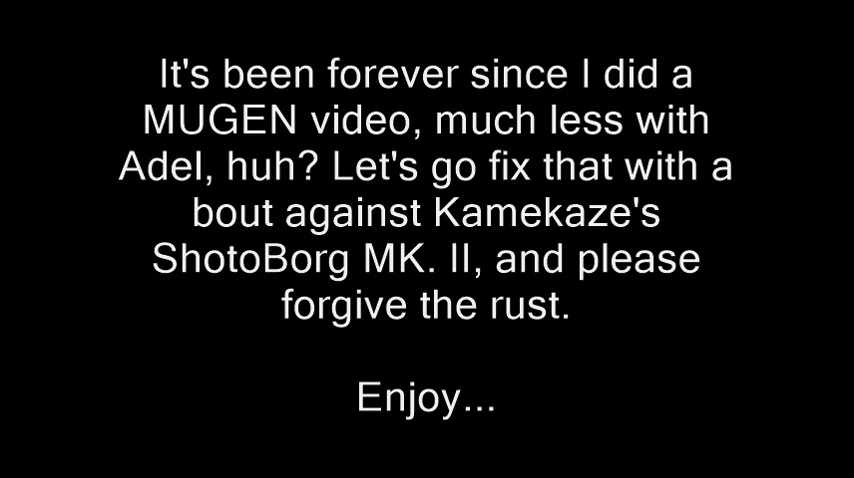 It's been forever since I did a
MUGEN video, much less with
Adel, huh? Let's go fix that with a
bout against Kamekaze's
ShotoBorg MK. II, and please
forgive the rust.
Enjoy...